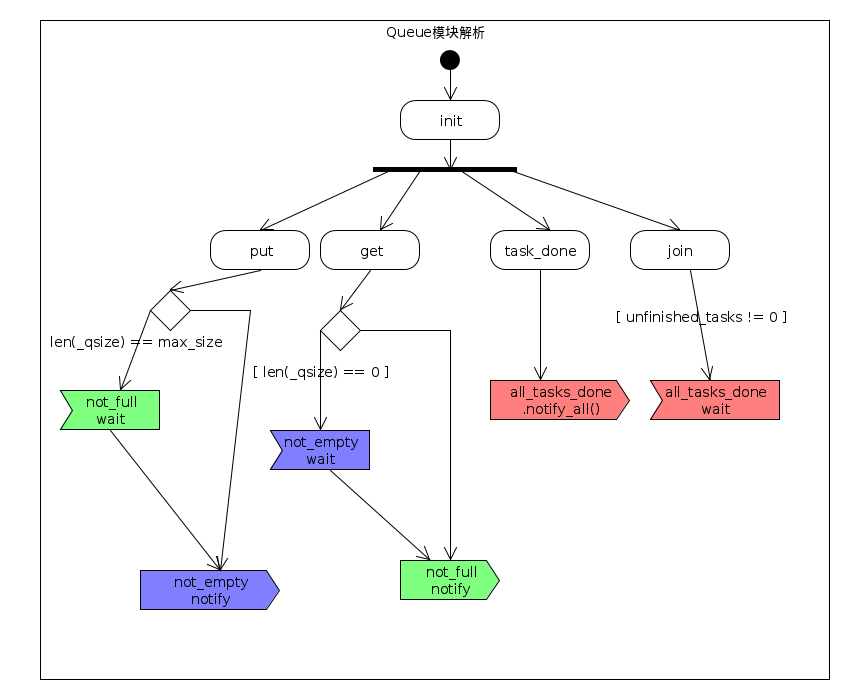 Queue模块解析
init
put
get
task_done
join
[ unfinished_tasks != 0 ]
len(_qsize) == max_size
[ len(_qsize) == 0 ]
not_full
wait
all_tasks_done
.notify_all()
all_tasks_done
wait
not_empty
wait
not_empty
notify
not_full
notify